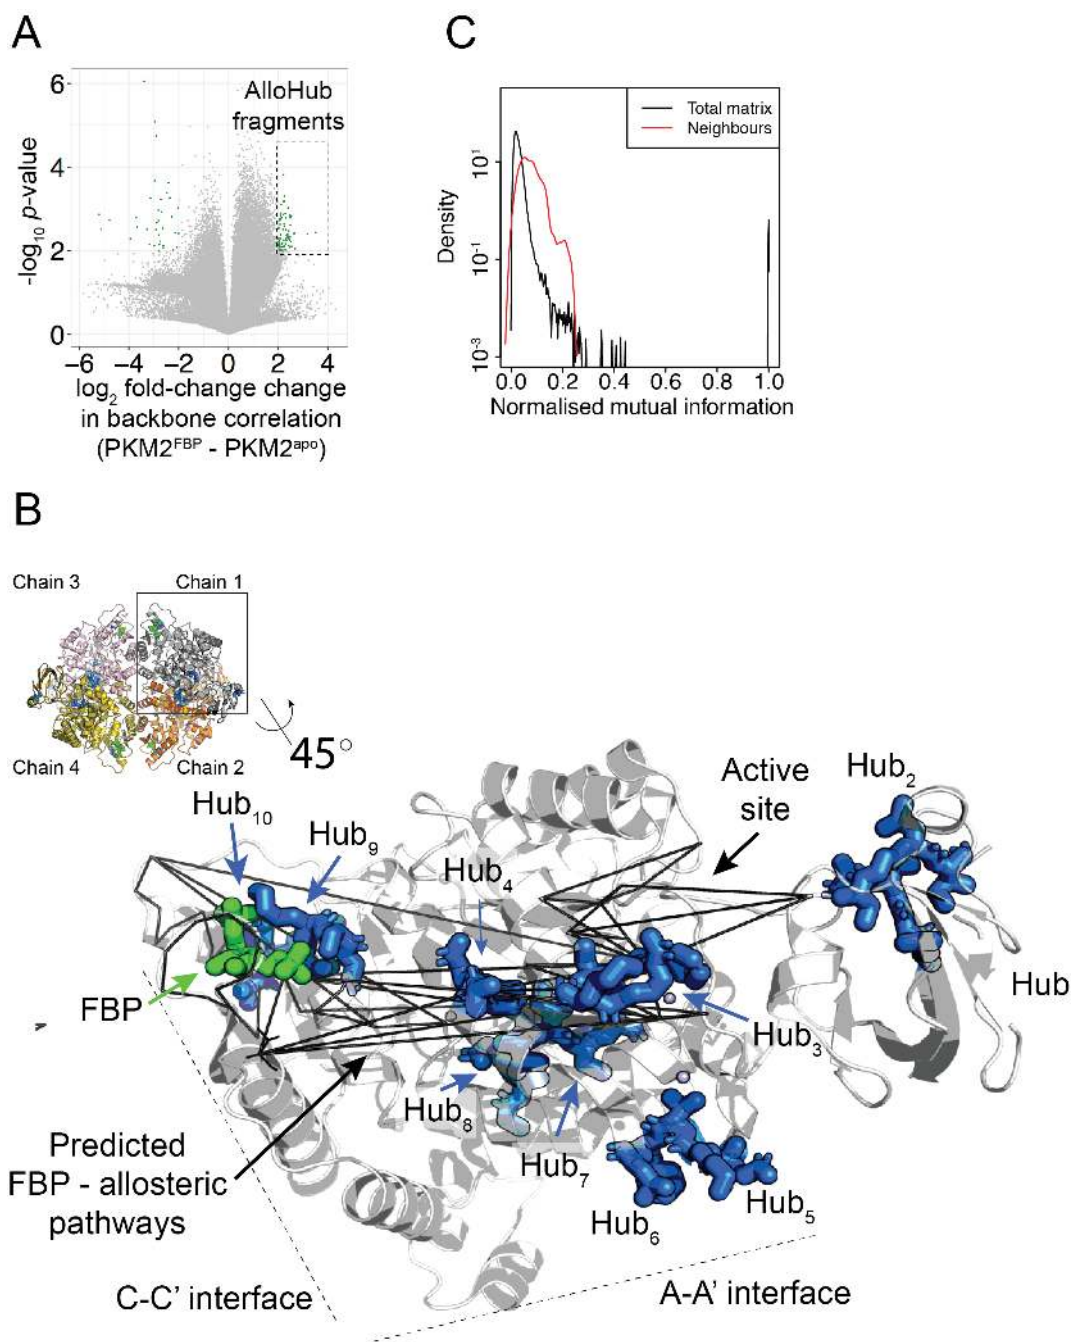 A
AlloHub
fragments
6
4
2
0
-log10 p-value
−6 −4 −2 0 2 4
log2 fold-change change
in backbone correlation
(PKM2FBP - PKM2apo)
C
Total matrix
Neighbours
10^1
10^-1
10^-3
Density
0.0 0.2 0.4 0.6 0.8 1.0
Normalised mutual information
B
Chain 3 Chain 1
Chain 4 Chain 2
45°
Active
site
Hub2
Hub10
Hub9
Hub4
FBP
Hub
Hub3
Hub8
Hub7
Predicted
FBP - allosteric
pathways
Hub5
Hub6
C-C' interface
A-A' interface